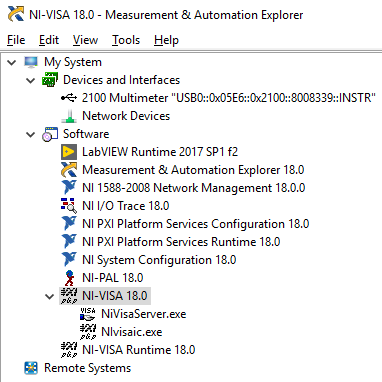 NI-VISA 18.0 - Measurement & Automation Explorer
File Edit View Tools Help
My System
Devices and Interfaces
2100 Multimeter "USB0::0x05E6::0x2100::8008339::INSTR"
Network Devices
Software
LabVIEW Runtime 2017 SP1 f2
Measurement & Automation Explorer 18.0
NI 1588-2008 Network Management 18.0.0
NI I/O Trace 18.0
NI PXI Platform Services Configuration 18.0
NI PXI Platform Services Runtime 18.0
NI System Configuration 18.0
NI-PAL 18.0
NI-VISA 18.0
NiVisaServer.exe
NIvisaic.exe
NI-VISA Runtime 18.0
Remote Systems